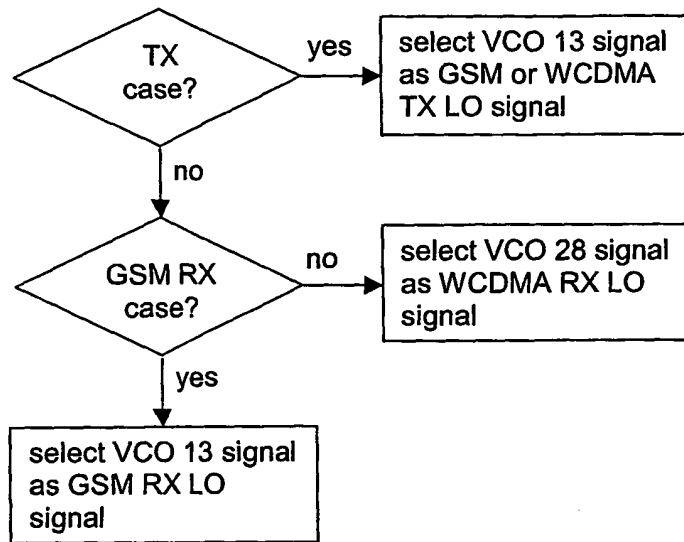 TX
case?
yes
select VCO 13 signal
as GSM or WCDMA
TX LO signal
no
GSM RX
case?
no
select VCO 28 signal
as WCDMA RX LO
signal
yes
select VCO 13 signal
as GSM RX LO
signal